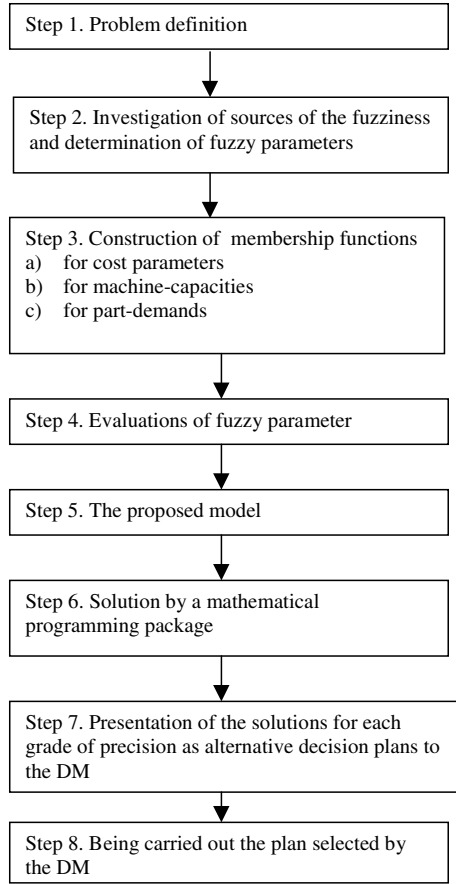 Step 1. Problem definition
Step 2. Investigation of sources of the fuzziness
and determination of fuzzy parameters
Step 3. Construction of membership functions
a) for cost parameters
b) for machine-capacities
c) for part-demands
Step 4. Evaluations of fuzzy parameter
Step 5. The proposed model
Step 6. Solution by a mathematical
programming package
Step 7. Presentation of the solutions for each
grade of precision as alternative decision plans to
the DM
Step 8. Being carried out the plan selected by
the DM